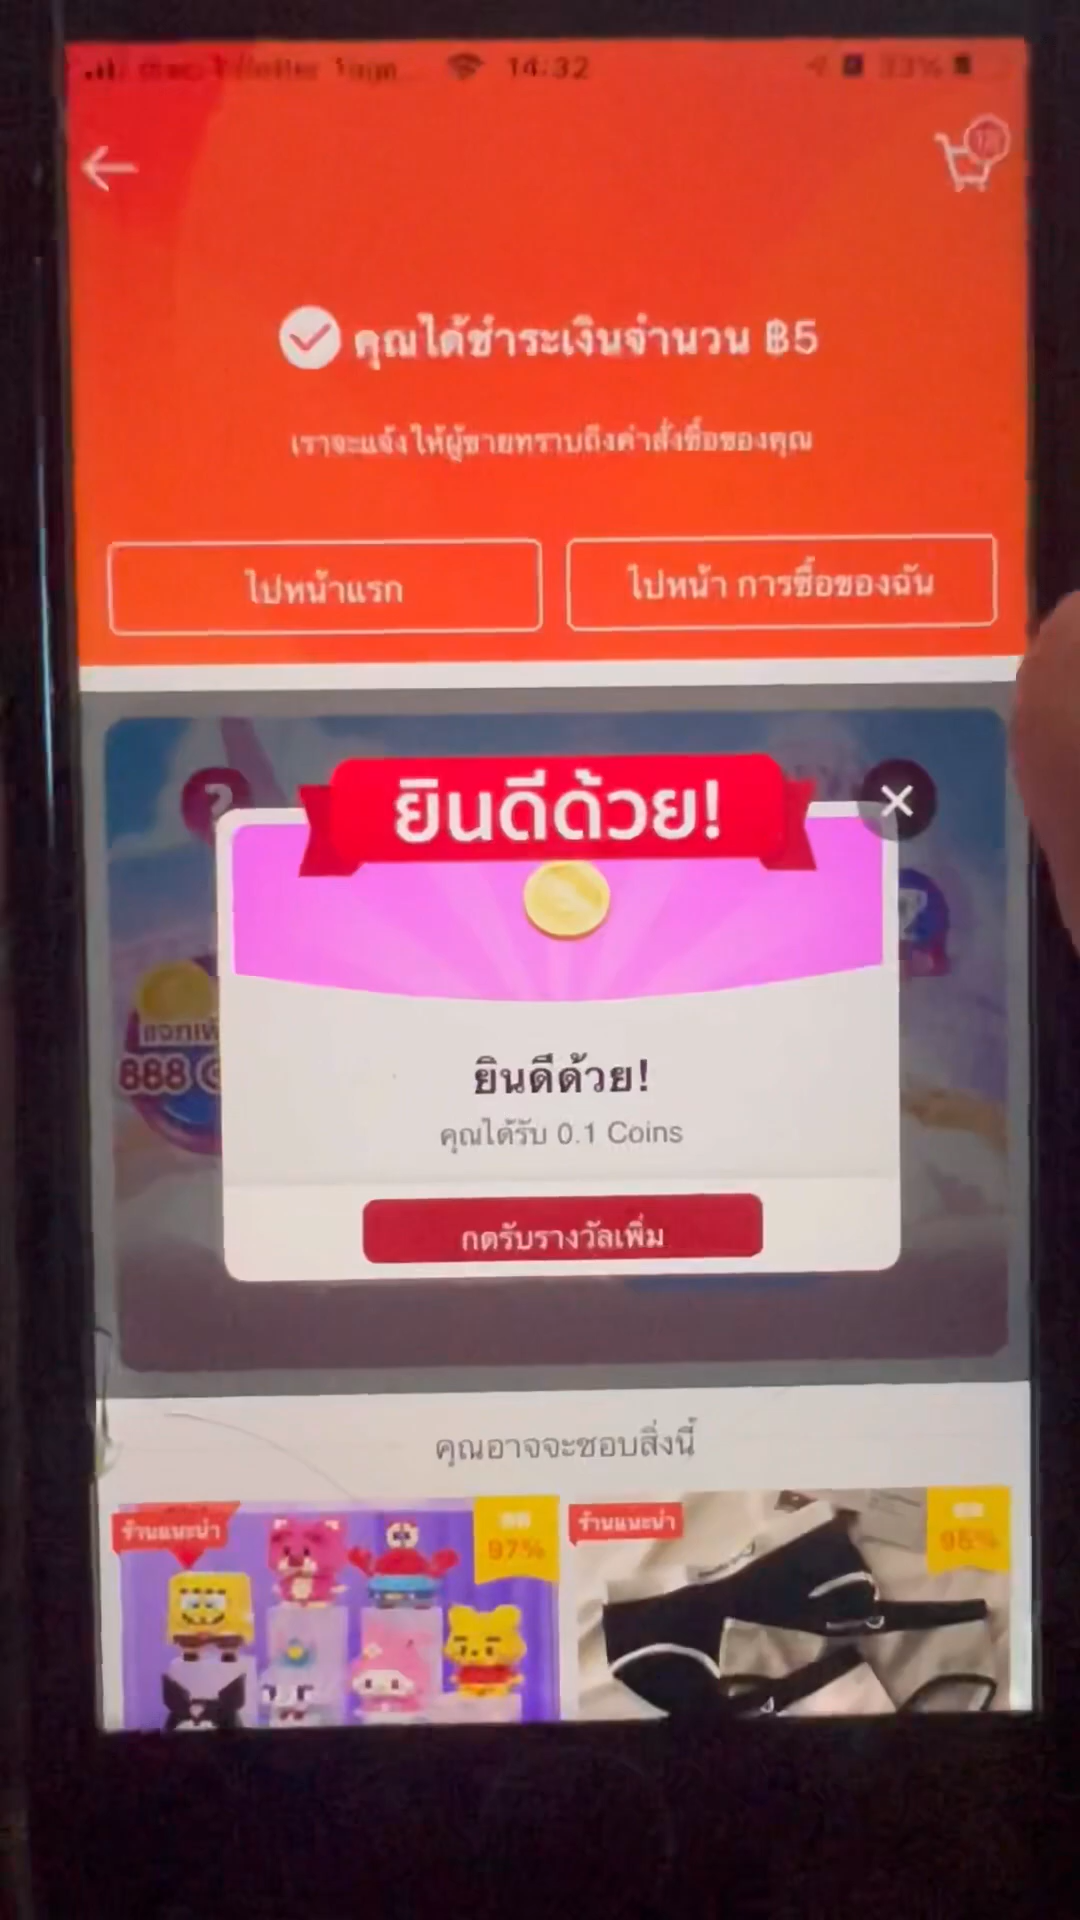 14:32
33%
คุณได้ชำระเงินจำนวน ฿5
เราจะแจ้งให้ผู้ขายทราบถึงคำสั่งซื้อของคุณ
ไปหน้าแรก
ไปหน้า การซื้อของฉัน
ยินดีด้วย!
?
888
ยินดีด้วย!
คุณได้รับ 0.1 Coins
กดรับรางวัลเพิ่ม
คุณอาจจะชอบสิ่งนี้
ร้านแนะนำ
97%
ร้านแนะนำ